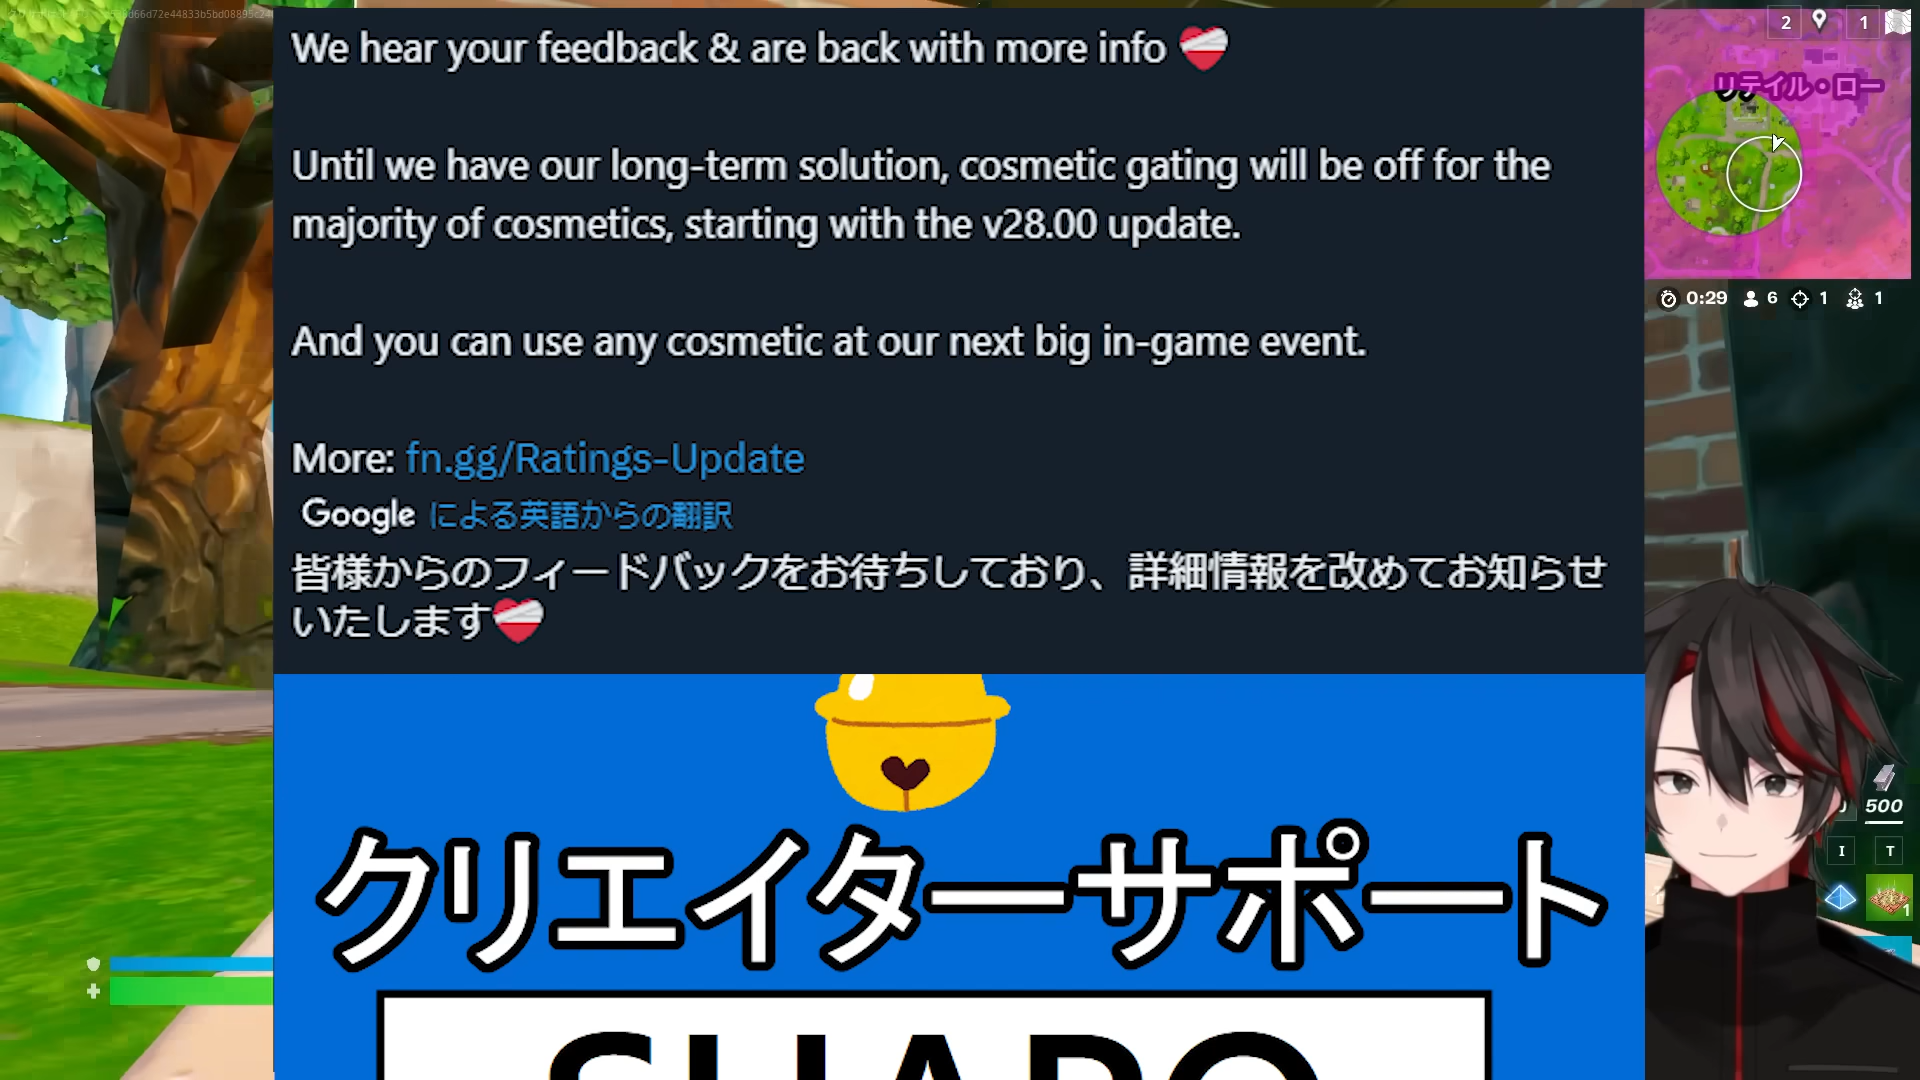 We hear your feedback & are back with more info
Until we have our long-term solution, cosmetic gating will be off for the
majority of cosmetics, starting with the v28.00 update.
And you can use any cosmetic at our next big in-game event.
More: fn.gg/Ratings-Update
Google による英語からの翻訳
皆様からのフィードバックをお待ちしており、詳細情報を改めてお知らせ
いたします
クリエイターサポート
2
1
リテイル・ロー
0:29 6 1 1
500
I T
1